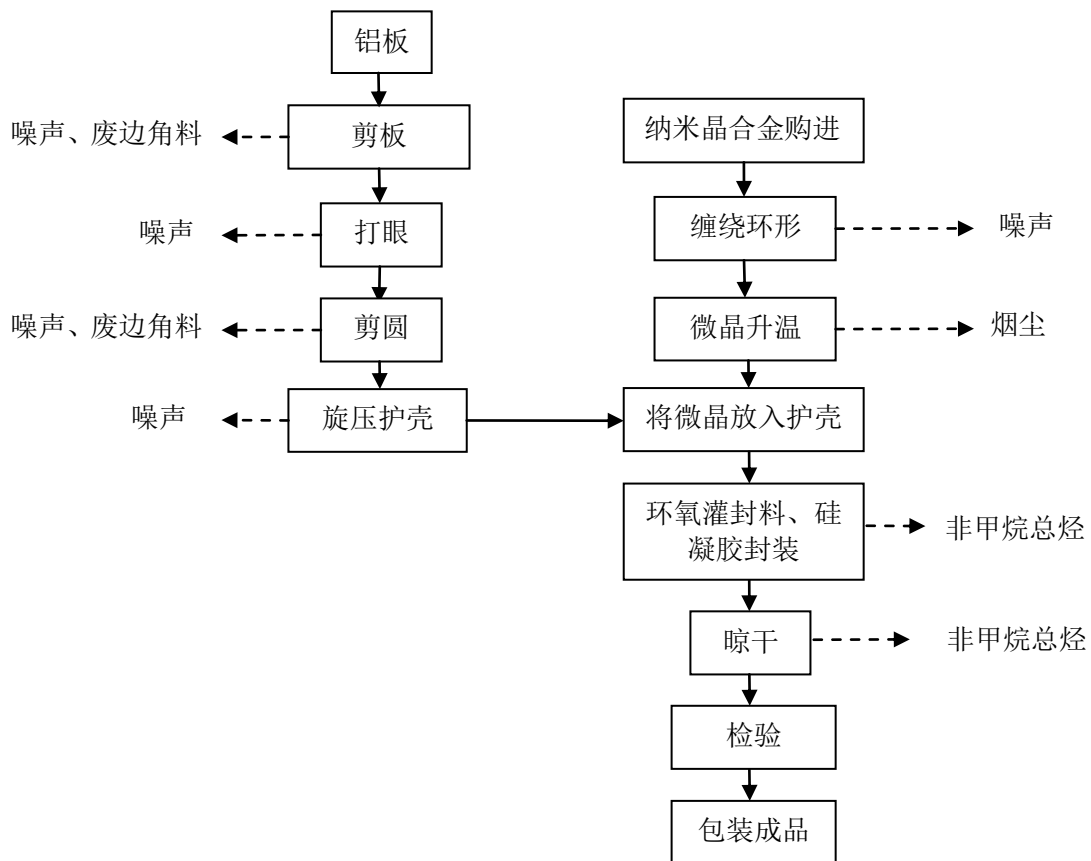 铝板
噪声、废边角料
剪板
纳米晶合金购进
噪声
打眼
缠绕环形
噪声
噪声、废边角料
剪圆
微晶升温
烟尘
噪声
旋压护壳
将微晶放入护壳
环氧灌封料、硅
凝胶封装
非甲烷总烃
晾干
非甲烷总烃
检验
包装成品